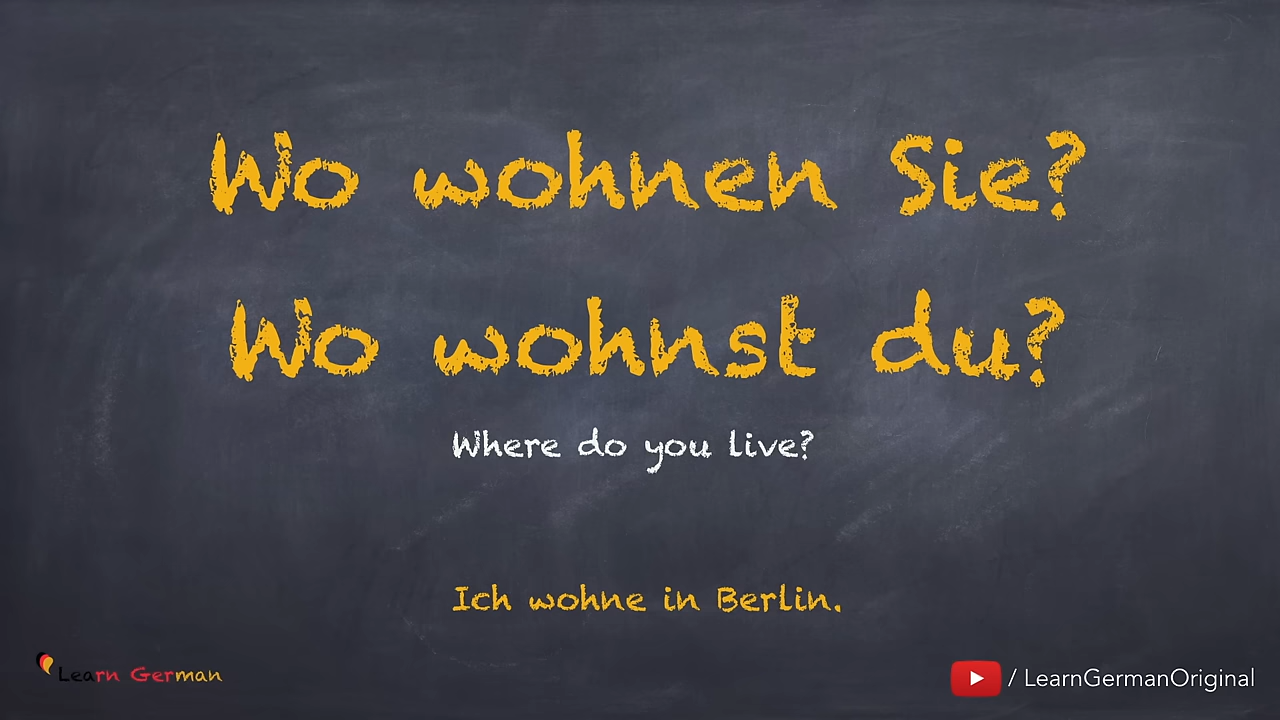 Wo wohnen Sie?
Wo wohnst du?
Where do you live?
Ich wohne in Berlin.
Learn German
/ LearnGermanOriginal